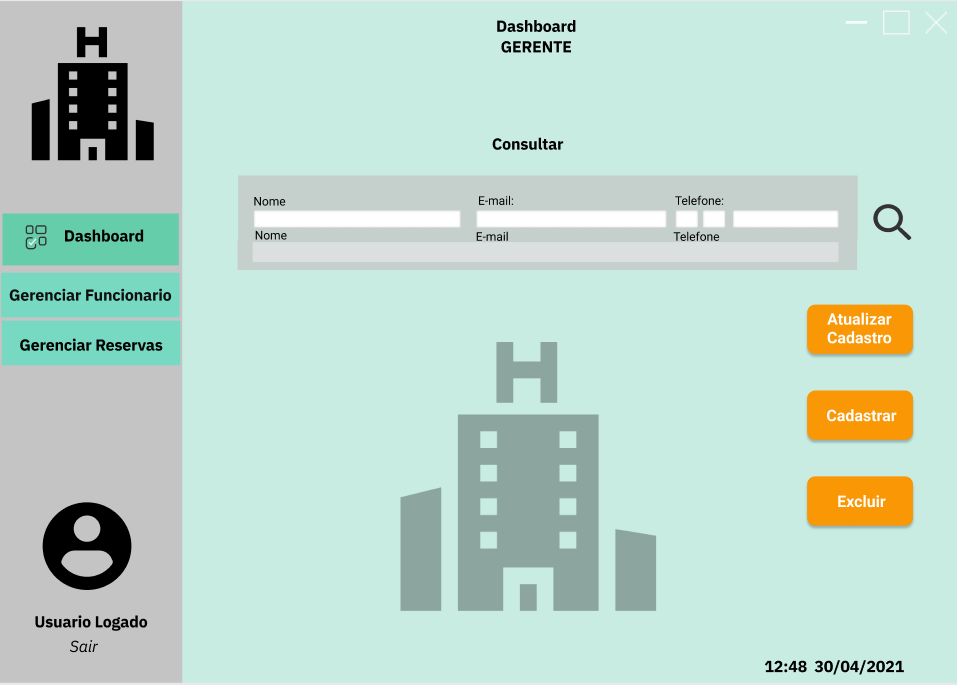 H
Dashboard
GERENTE
Consultar
Nome E-mail: Telefone:
Nome E-mail Telefone
Dashboard
Gerenciar Funcionario
Gerenciar Reservas
H
Atualizar
Cadastro
Cadastrar
Excluir
Usuario Logado
Sair
12:48 30/04/2021